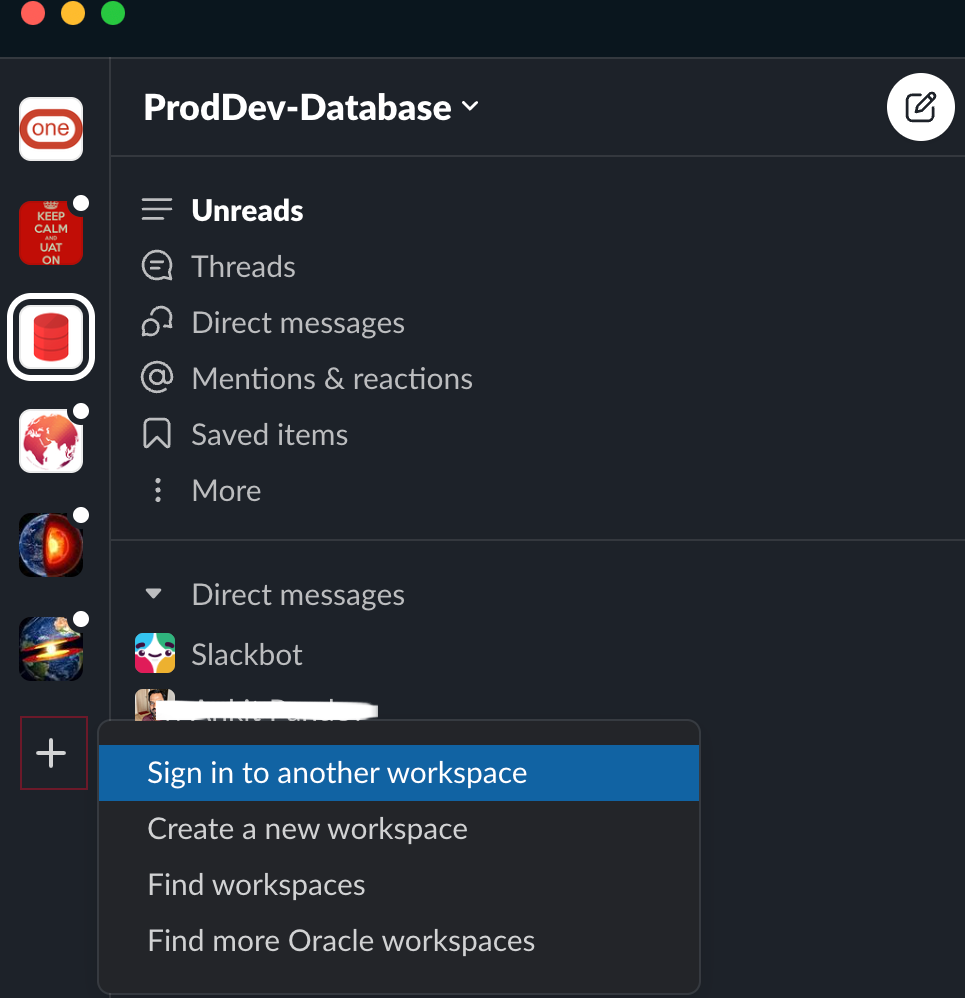 ProdDev-Database
one
KEEP
CALM
AND
UAT
ON
Unreads
Threads
Direct messages
Mentions & reactions
Saved items
More
Direct messages
Slackbot
Sign in to another workspace
Create a new workspace
Find workspaces
Find more Oracle workspaces